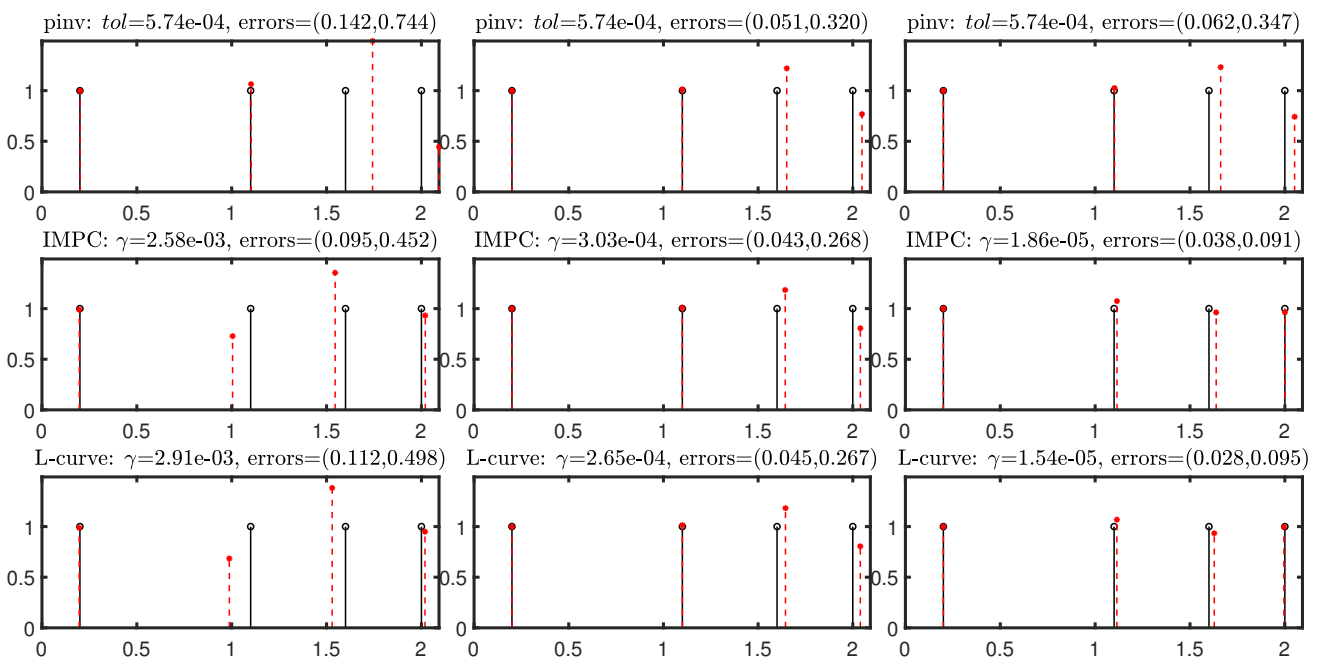 pinv: tol=5.74e-04, errors=(0.142,0.744)
pinv: tol=5.74e-04, errors=(0.051,0.320)
pinv: tol=5.74e-04, errors=(0.062,0.347)
1
0.5
0
0 0.5 1 1.5 2
1
0.5
0
0 0.5 1 1.5 2
1
0.5
0
0 0.5 1 1.5 2
IMPC: γ=2.58e-03, errors=(0.095,0.452)
IMPC: γ=3.03e-04, errors=(0.043,0.268)
IMPC: γ=1.86e-05, errors=(0.038,0.091)
1
0.5
0
0 0.5 1 1.5 2
1
0.5
0
0 0.5 1 1.5 2
1
0.5
0
0 0.5 1 1.5 2
L-curve: γ=2.91e-03, errors=(0.112,0.498)
L-curve: γ=2.65e-04, errors=(0.045,0.267)
L-curve: γ=1.54e-05, errors=(0.028,0.095)
1
0.5
0
0 0.5 1 1.5 2
1
0.5
0
0 0.5 1 1.5 2
1
0.5
0
0 0.5 1 1.5 2